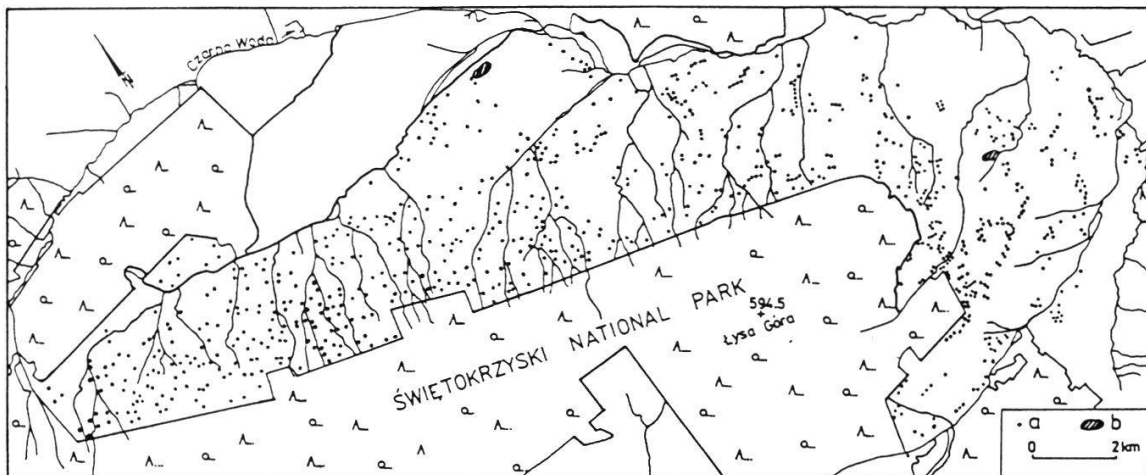 Czarna Woda
N
ŚWIĘTOKRZYSKI NATIONAL PARK
594.5
Łysa Góra
a b
0 2 km